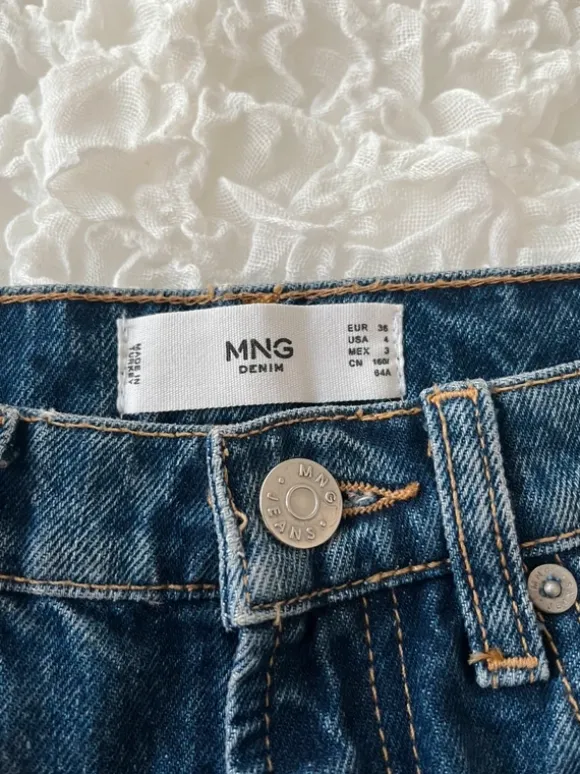 MNG
DENIM
EUR 36
USA 4
MEX 3
CN 160/
64A
MADE IN
MNG
JEANS